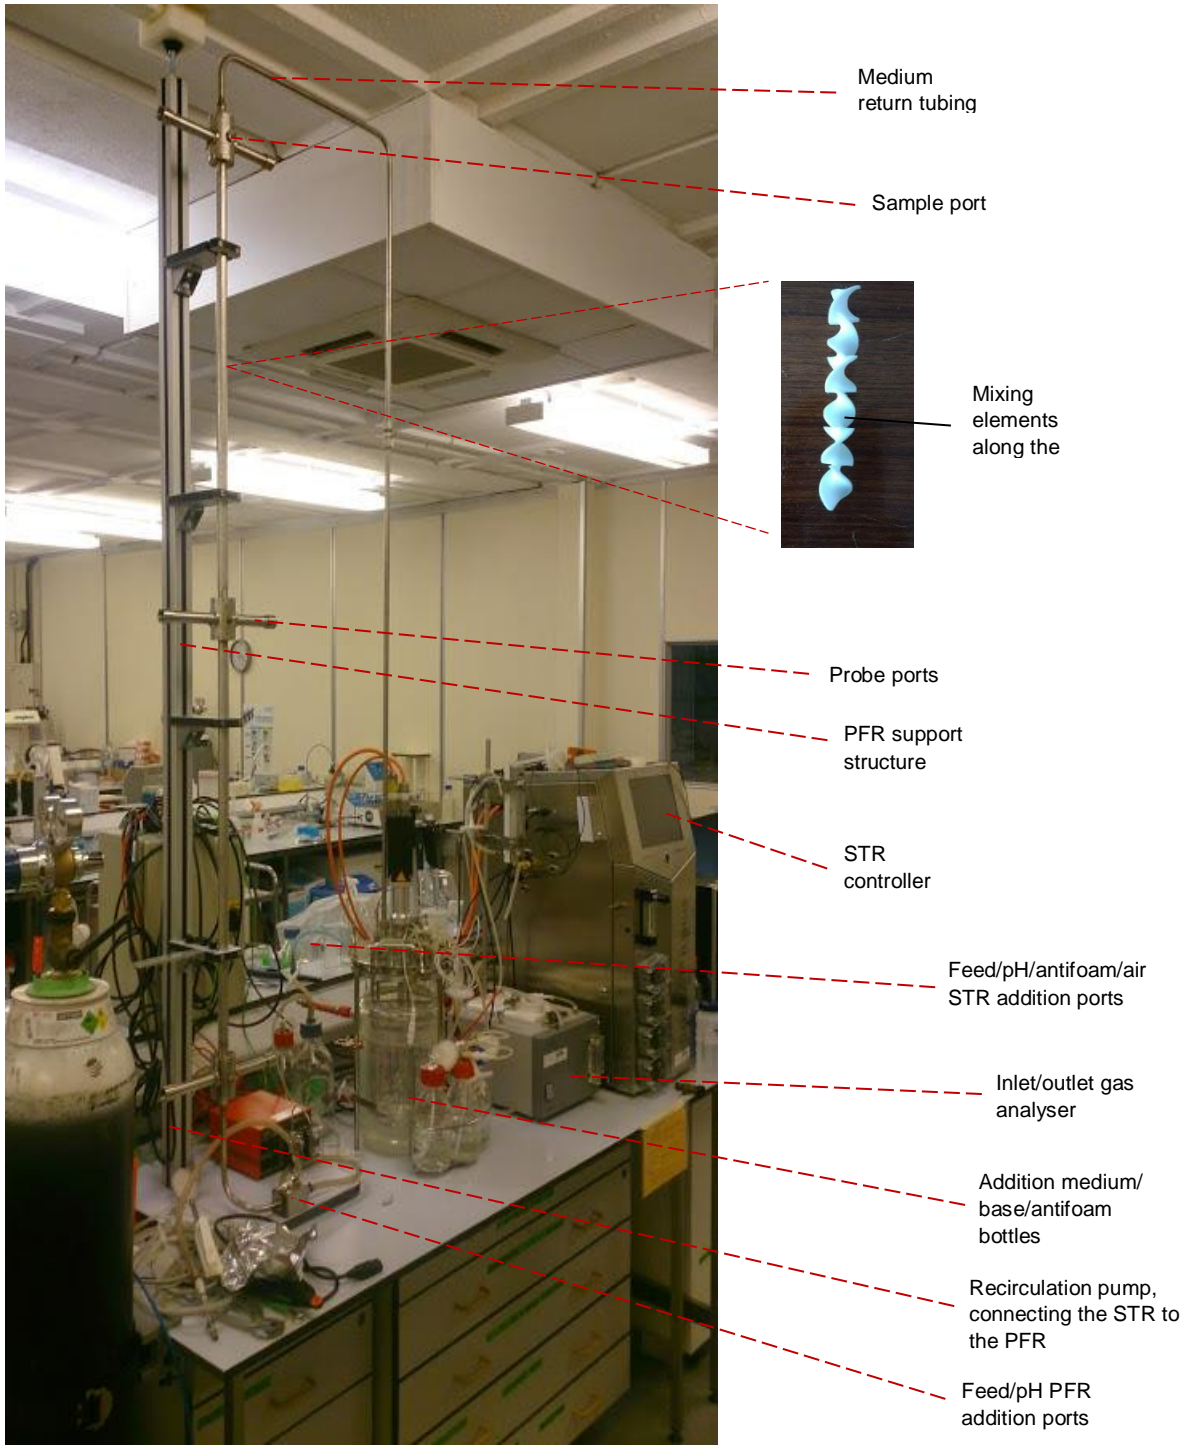 Medium
return tubing
Sample port
Mixing
elements
along the
Probe ports
PFR support
structure
STR
controller
Feed/pH/antifoam/air
STR addition ports
Inlet/outlet gas
analyser
Addition medium/
base/antifoam
bottles
Recirculation pump,
connecting the STR to
the PFR
Feed/pH PFR
addition ports